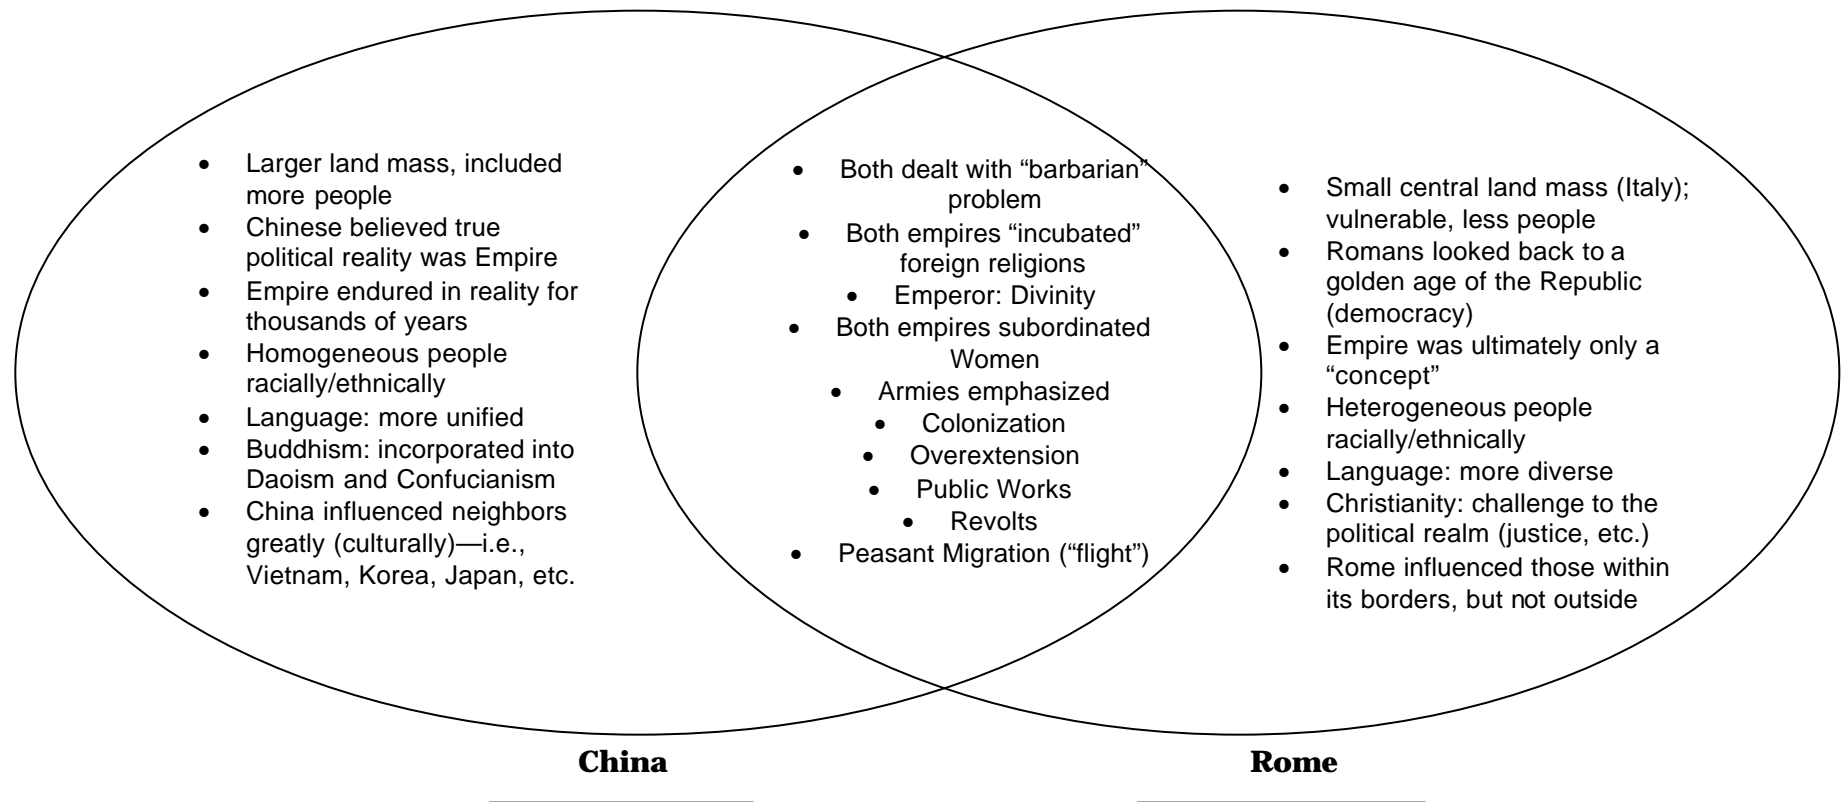 • Larger land mass, included
more people
• Chinese believed true
political reality was Empire
• Empire endured in reality for
thousands of years
• Homogeneous people
racially/ethnically
• Language: more unified
• Buddhism: incorporated into
Daoism and Confucianism
• China influenced neighbors
greatly (culturally)—i.e.,
Vietnam, Korea, Japan, etc.
• Both dealt with “barbarian”
problem
• Both empires “incubated”
foreign religions
• Emperor: Divinity
• Both empires subordinated
Women
• Armies emphasized
• Colonization
• Overextension
• Public Works
• Revolts
• Peasant Migration (“flight”)
• Small central land mass (Italy);
vulnerable, less people
• Romans looked back to a
golden age of the Republic
(democracy)
• Empire was ultimately only a
“concept”
• Heterogeneous people
racially/ethnically
• Language: more diverse
• Christianity: challenge to the
political realm (justice, etc.)
• Rome influenced those within
its borders, but not outside
China
Rome